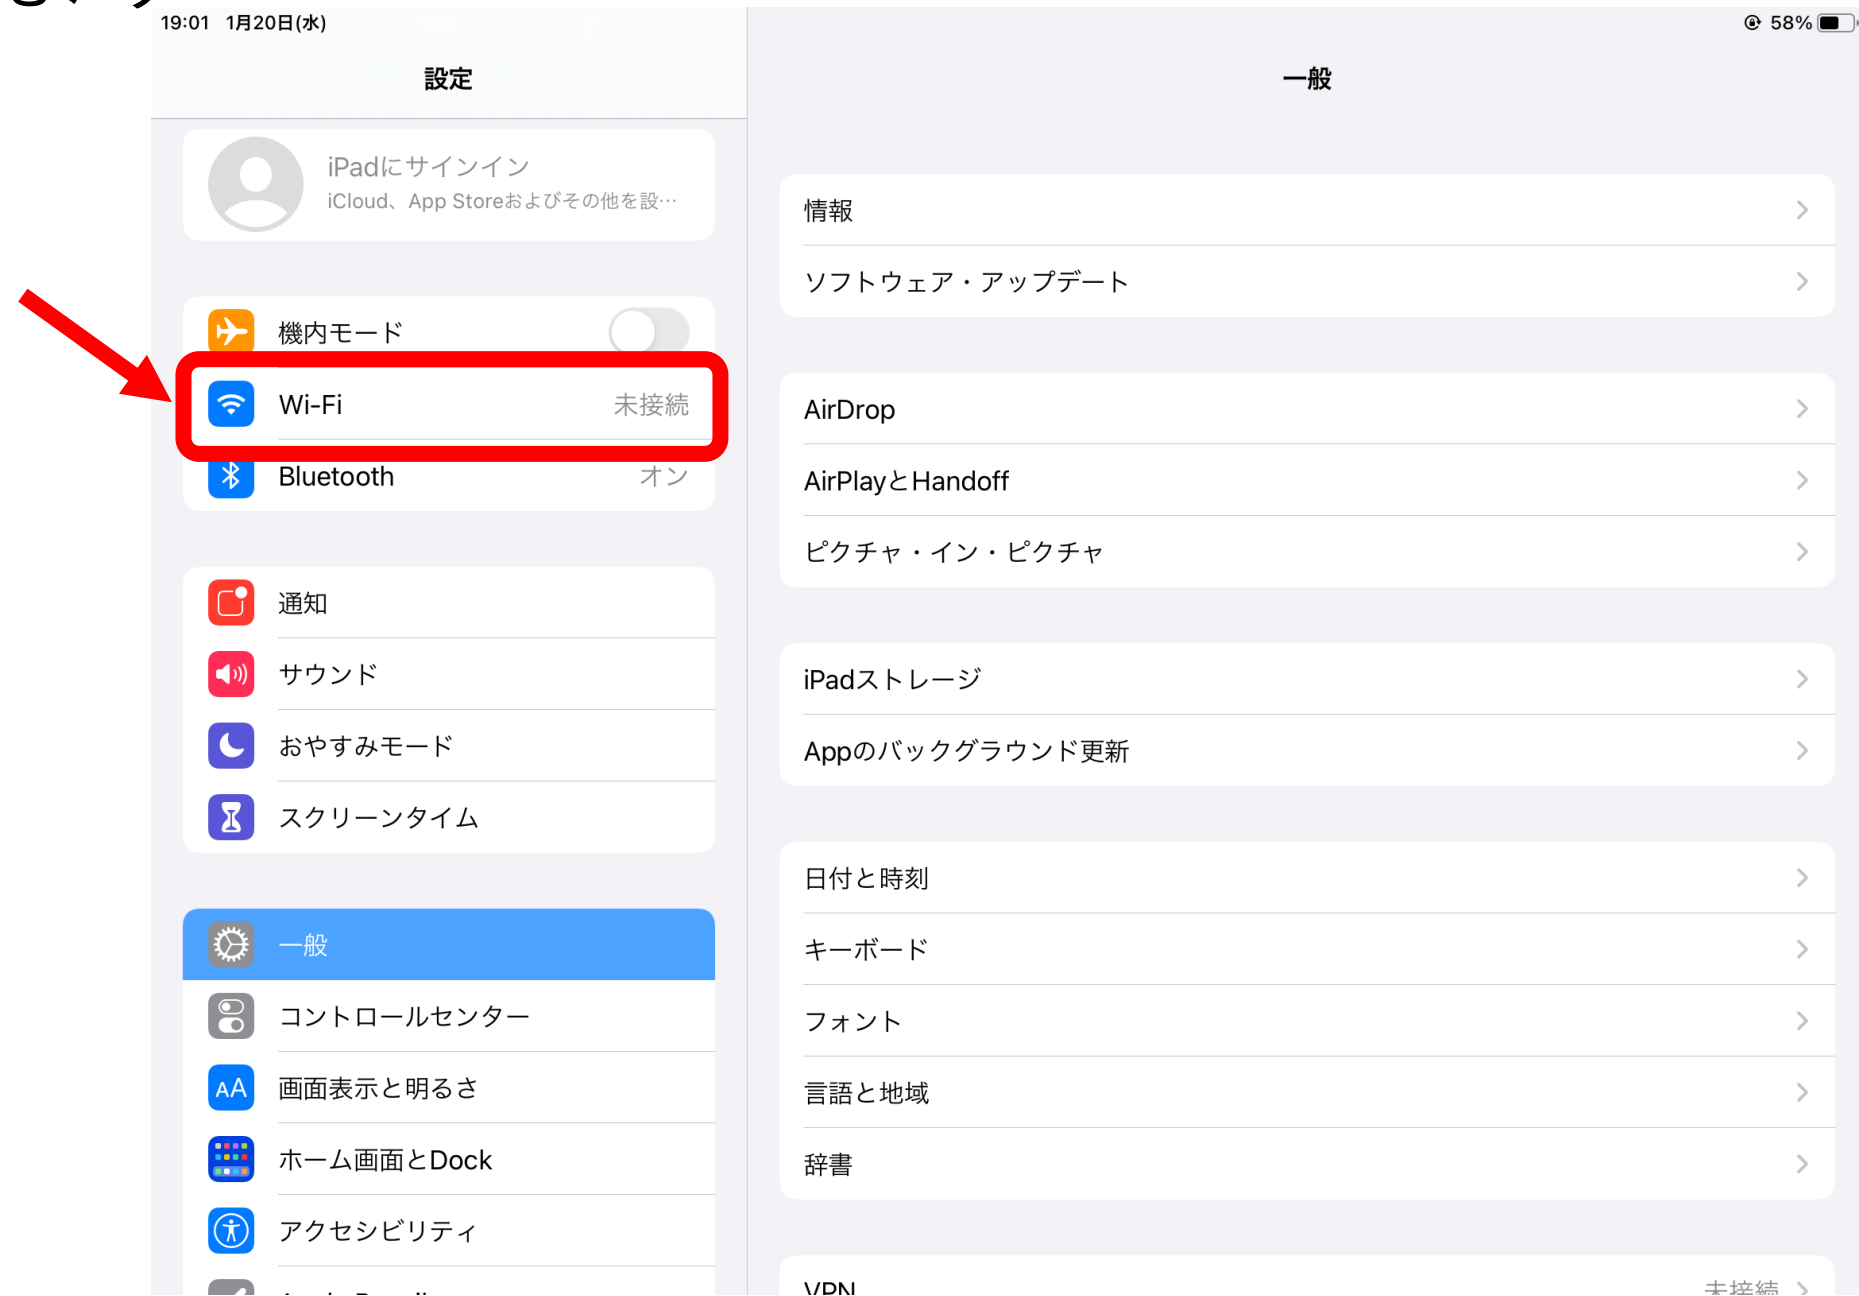 19:01 1月20日(水)
58%
設定
iPadにサインイン
iCloud、App Storeおよびその他を設…
機内モード
Wi-Fi 未接続
Bluetooth オン
通知
サウンド
おやすみモード
スクリーンタイム
一般
コントロールセンター
AA 画面表示と明るさ
ホーム画面とDock
アクセシビリティ
一般
情報
ソフトウェア・アップデート
AirDrop
AirPlayとHandoff
ピクチャ・イン・ピクチャ
iPadストレージ
Appのバックグラウンド更新
日付と時刻
キーボード
フォント
言語と地域
辞書
VPN 未接続